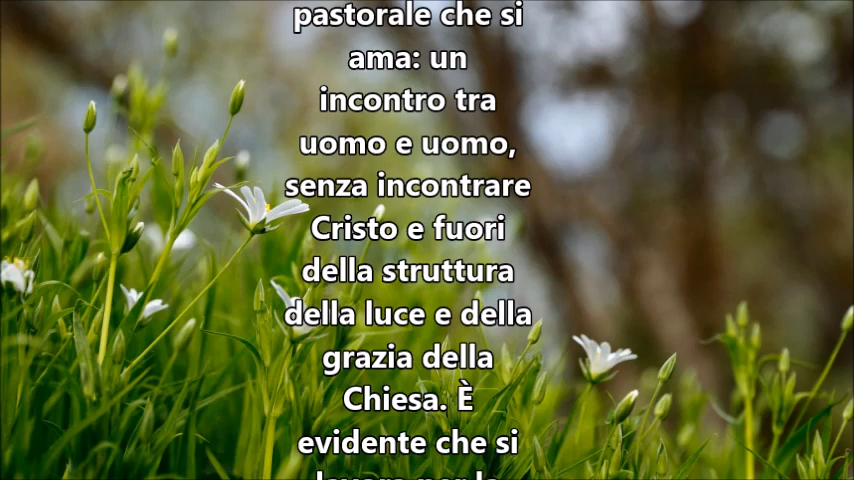 pastorale che si
ama: un
incontro tra
uomo e uomo,
senza incontrare
Cristo e fuori
della struttura
della luce e della
grazia della
Chiesa. È
evidente che si